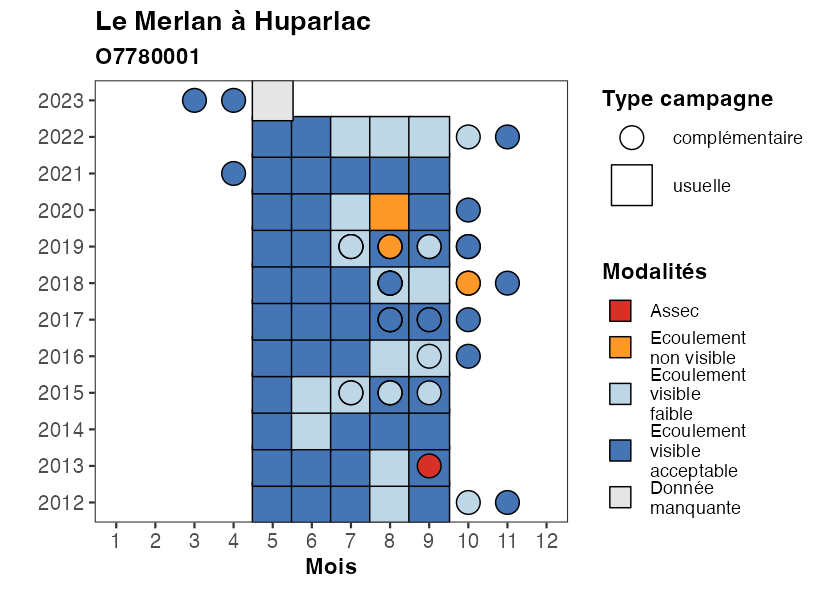 Le Merlan à Huparlac
O7780001
2023
2022
2021
2020
2019
2018
2017
2016
2015
2014
2013
2012
1 2 3 4 5 6 7 8 9 10 11 12
Mois
Type campagne
complémentaire
usuelle
Modalités
Assec
Ecoulement
non visible
Ecoulement
visible
faible
Ecoulement
visible
acceptable
Donnée
manquante